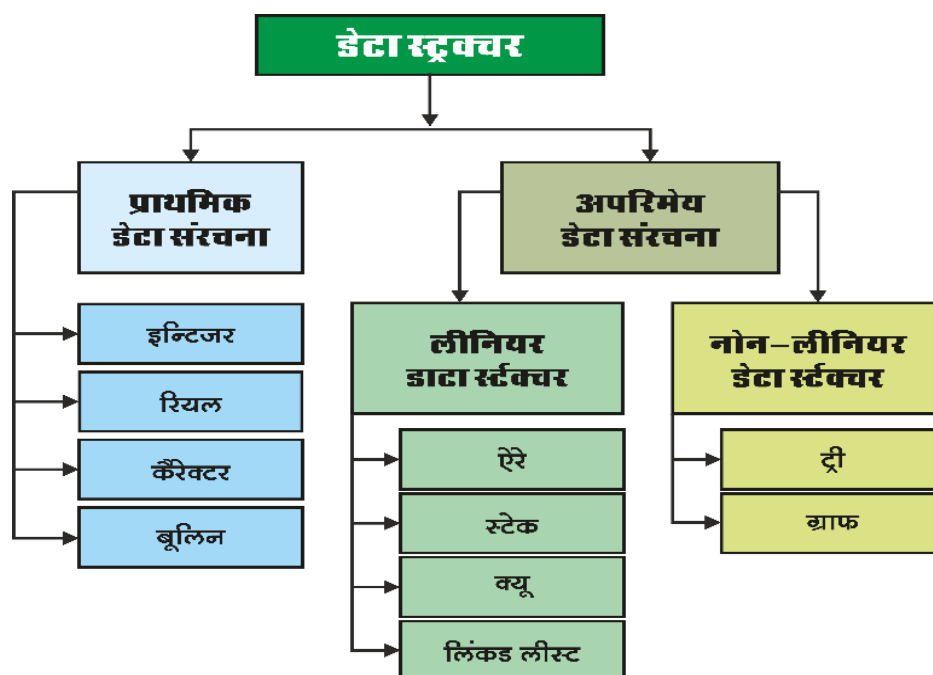 डेटा स्ट्रक्चर
प्राथमिक
डेटा संरचना
अपरिमेय
डेटा संरचना
इन्टिजर
रियल
कैरेक्टर
बूलिन
लीनियर
डाटा र्स्टक्चर
ऐरे
स्टेक
क्यू
लिंकड लीस्ट
नोन-लीनियर
डेटा र्स्टक्चर
ट्री
ग्राफ